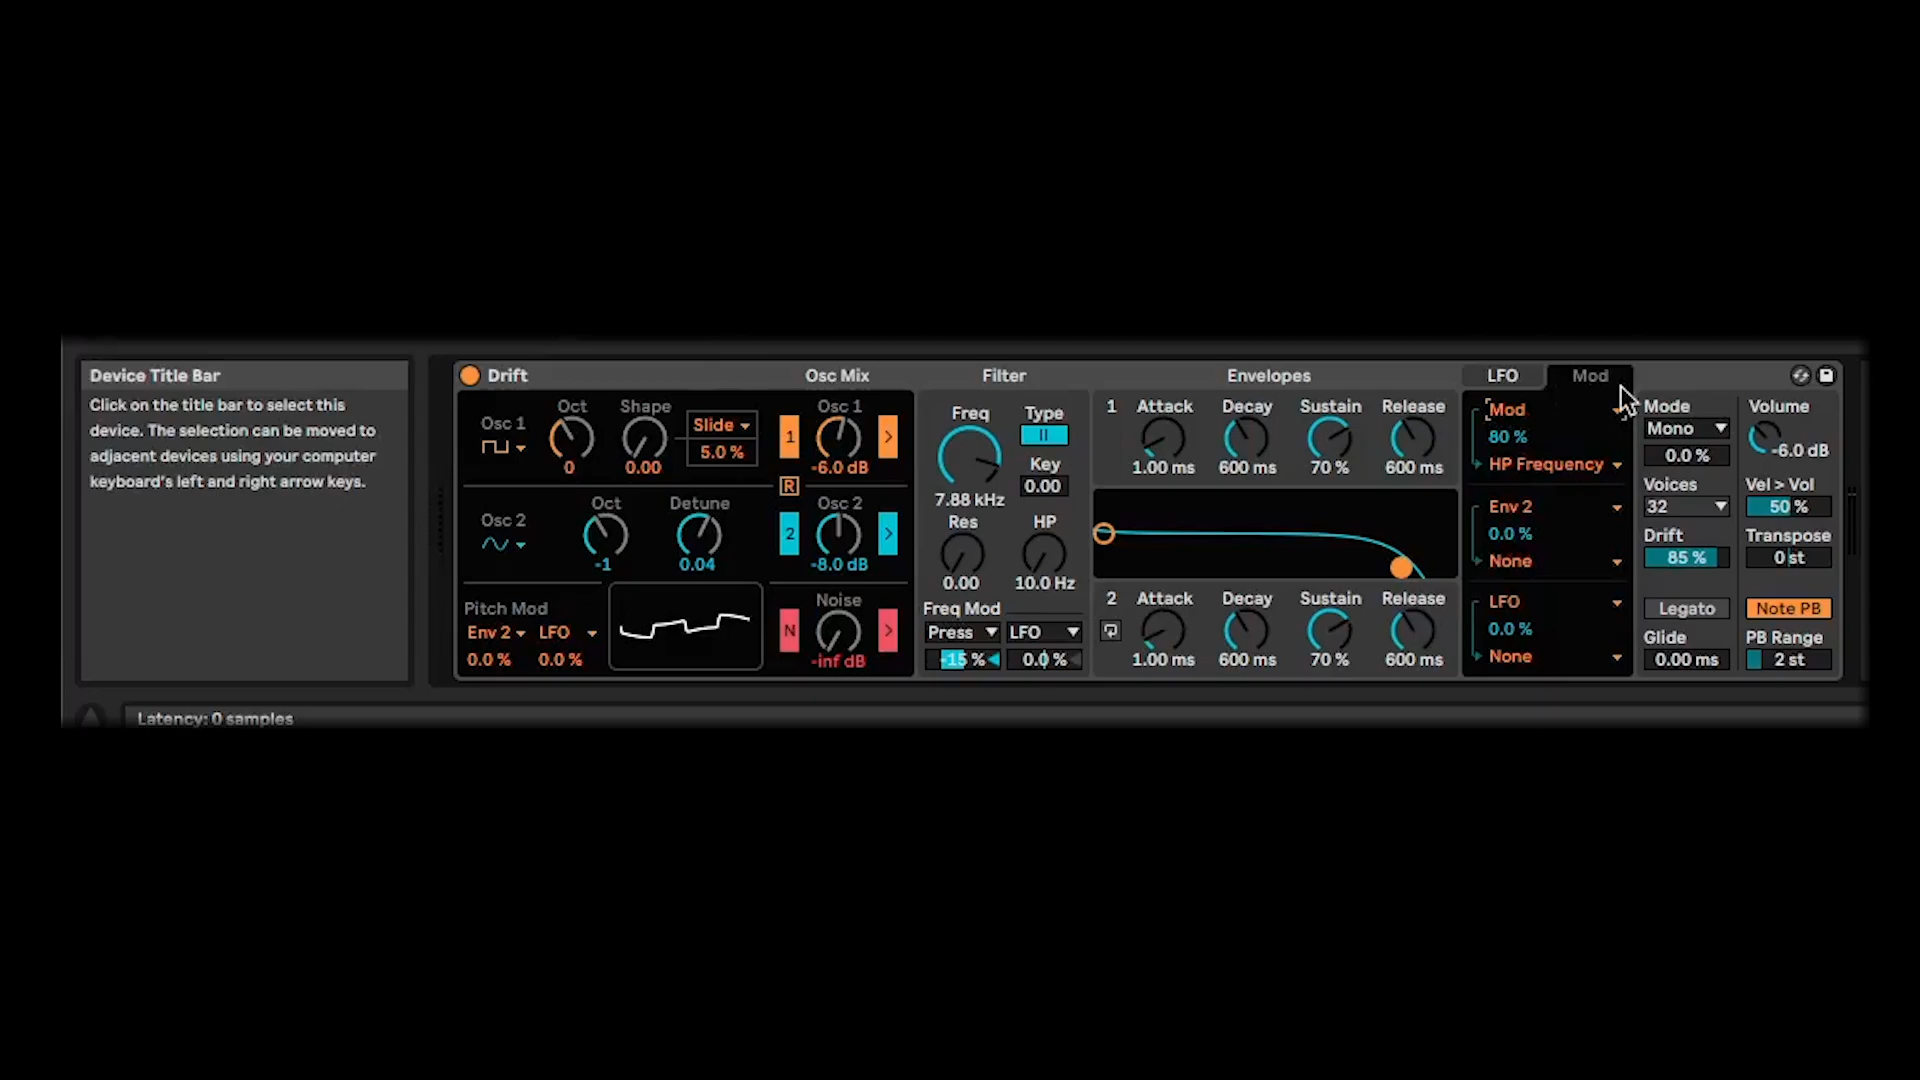 Device Title Bar
Click on the title bar to select this
device. The selection can be moved to
adjacent devices using your computer
keyboard's left and right arrow keys.
Drift
Osc Mix
Filter
Envelopes
LFO
Mod
Osc 1
Oct
0
Shape
0.00
Slide
5.0 %
1
Osc 1
-6.0 dB
R
Osc 2
Oct
-1
Detune
0.04
2
Osc 2
-8.0 dB
Pitch Mod
Env 2
LFO
0.0 %
0.0 %
N
Noise
-inf dB
Freq
7.88 kHz
Type
II
Key
0.00
Res
0.00
HP
10.0 Hz
Freq Mod
Press
LFO
-15 %
0.0 %
1
Attack
Decay
Sustain
Release
1.00 ms
600 ms
70 %
600 ms
2
Attack
Decay
Sustain
Release
1.00 ms
600 ms
70 %
600 ms
Mod
80 %
HP Frequency
Env 2
0.0 %
None
LFO
0.0 %
None
Mode
Mono
0.0 %
Voices
32
Drift
85 %
Legato
Glide
0.00 ms
Volume
-6.0 dB
Vel > Vol
50 %
Transpose
0 st
Note PB
PB Range
2 st
Latency: 0 samples